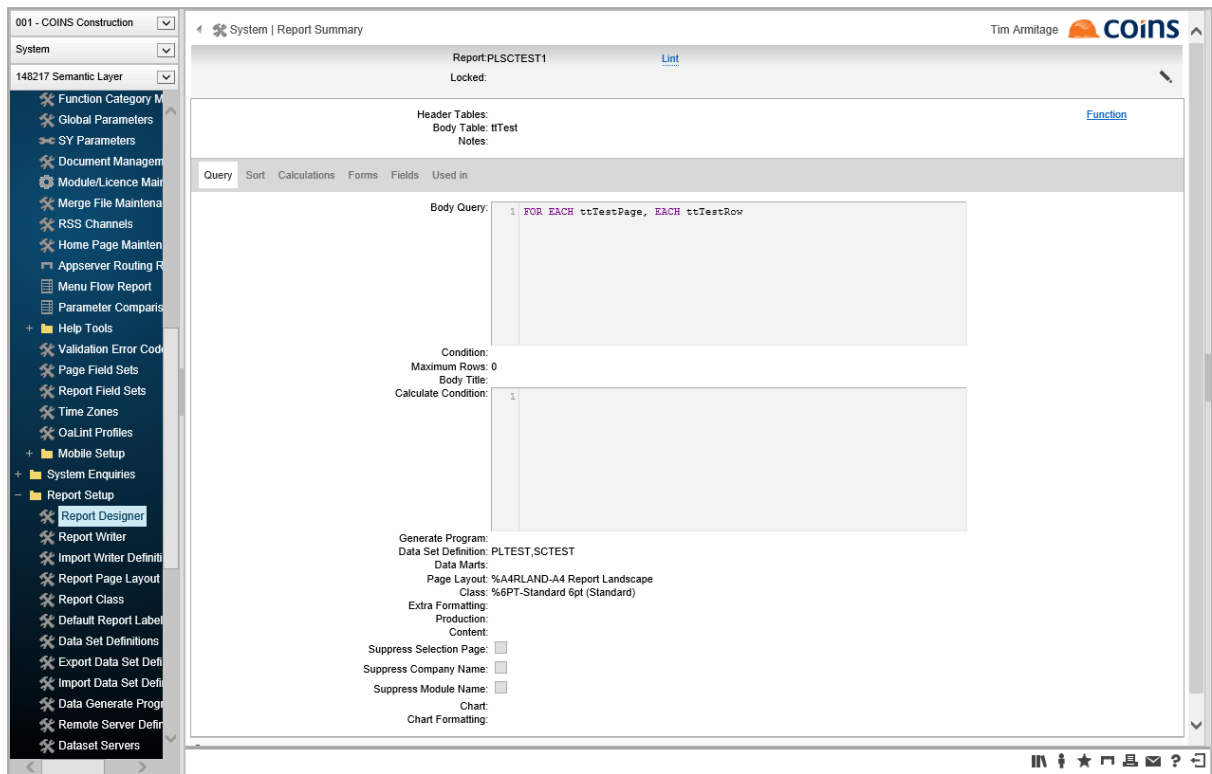 001 - COINS Construction
System
148217 Semantic Layer
Function Category M
Global Parameters
SY Parameters
Document Managem
Module/Licence Mair
Merge File Maintena
RSS Channels
Home Page Mainten
Appserver Routing R
Menu Flow Report
Parameter Comparis
+ Help Tools
Validation Error Code
Page Field Sets
Report Field Sets
Time Zones
OaLint Profiles
+ Mobile Setup
+ System Enquiries
− Report Setup
Report Designer
Report Writer
Import Writer Definiti
Report Page Layout
Report Class
Default Report Label
Data Set Definitions
Export Data Set Defi
Import Data Set Defi
Data Generate Progr
Remote Server Defin
Dataset Servers
System | Report Summary
Tim Armitage COINS
Report:PLSCTEST1 Lint
Locked:
Header Tables: Function
Body Table: ttTest
Notes:
Query Sort Calculations Forms Fields Used in
Body Query: 1 FOR EACH ttTestPage, EACH ttTestRow
Condition:
Maximum Rows: 0
Body Title:
Calculate Condition: 1
Generate Program:
Data Set Definition: PLTEST,SCTEST
Data Marts:
Page Layout: %A4RLAND-A4 Report Landscape
Class: %6PT-Standard 6pt (Standard)
Extra Formatting:
Production:
Content:
Suppress Selection Page:
Suppress Company Name:
Suppress Module Name:
Chart:
Chart Formatting: